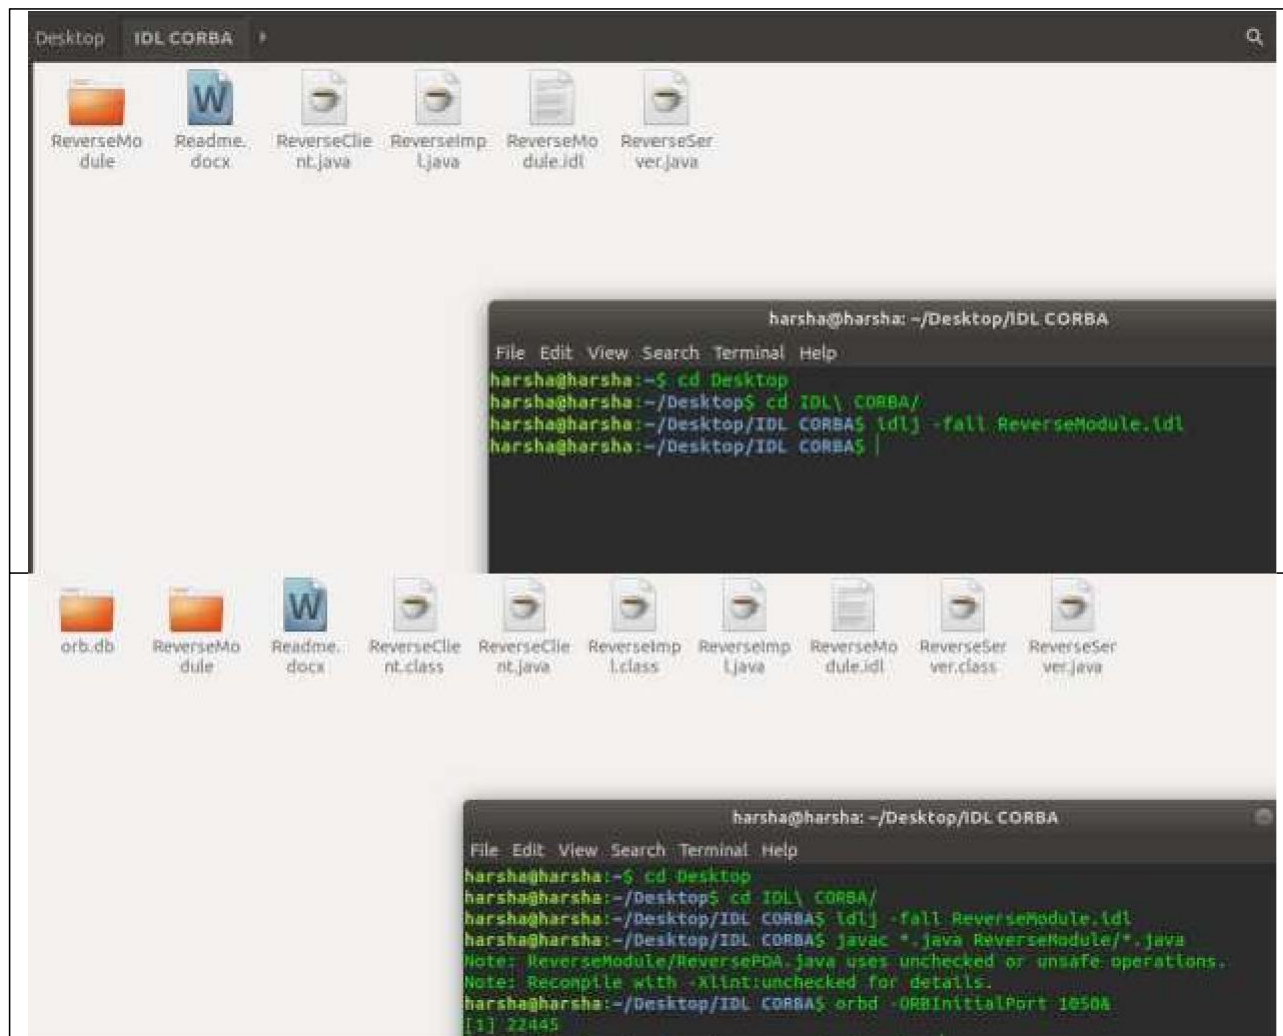 Desktop IDL CORBA
ReverseMo Readme. ReverseClie ReverseImp ReverseMo ReverseSer
dule docx nt.java l.java dule.idl ver.java
harsha@harsha: ~/Desktop/IDL CORBA
File Edit View Search Terminal Help
harsha@harsha:~$ cd Desktop
harsha@harsha:~/Desktop$ cd IDL\ CORBA/
harsha@harsha:~/Desktop/IDL CORBA$ idlj -fall ReverseModule.idl
harsha@harsha:~/Desktop/IDL CORBA$
orb.db ReverseMo Readme. ReverseClie ReverseClie ReverseImp ReverseImp ReverseMo ReverseSer ReverseSer
dule docx nt.class nt.java l.class l.java dule.idl ver.class ver.java
harsha@harsha: ~/Desktop/IDL CORBA
File Edit View Search Terminal Help
harsha@harsha:~$ cd Desktop
harsha@harsha:~/Desktop$ cd IDL\ CORBA/
harsha@harsha:~/Desktop/IDL CORBA$ idlj -fall ReverseModule.idl
harsha@harsha:~/Desktop/IDL CORBA$ javac *.java ReverseModule/*.java
Note: ReverseModule/ReversePOA.java uses unchecked or unsafe operations.
Note: Recompile with -Xlint:unchecked for details.
harsha@harsha:~/Desktop/IDL CORBA$ orbd -ORBInitialPort 1050&
[1] 22445